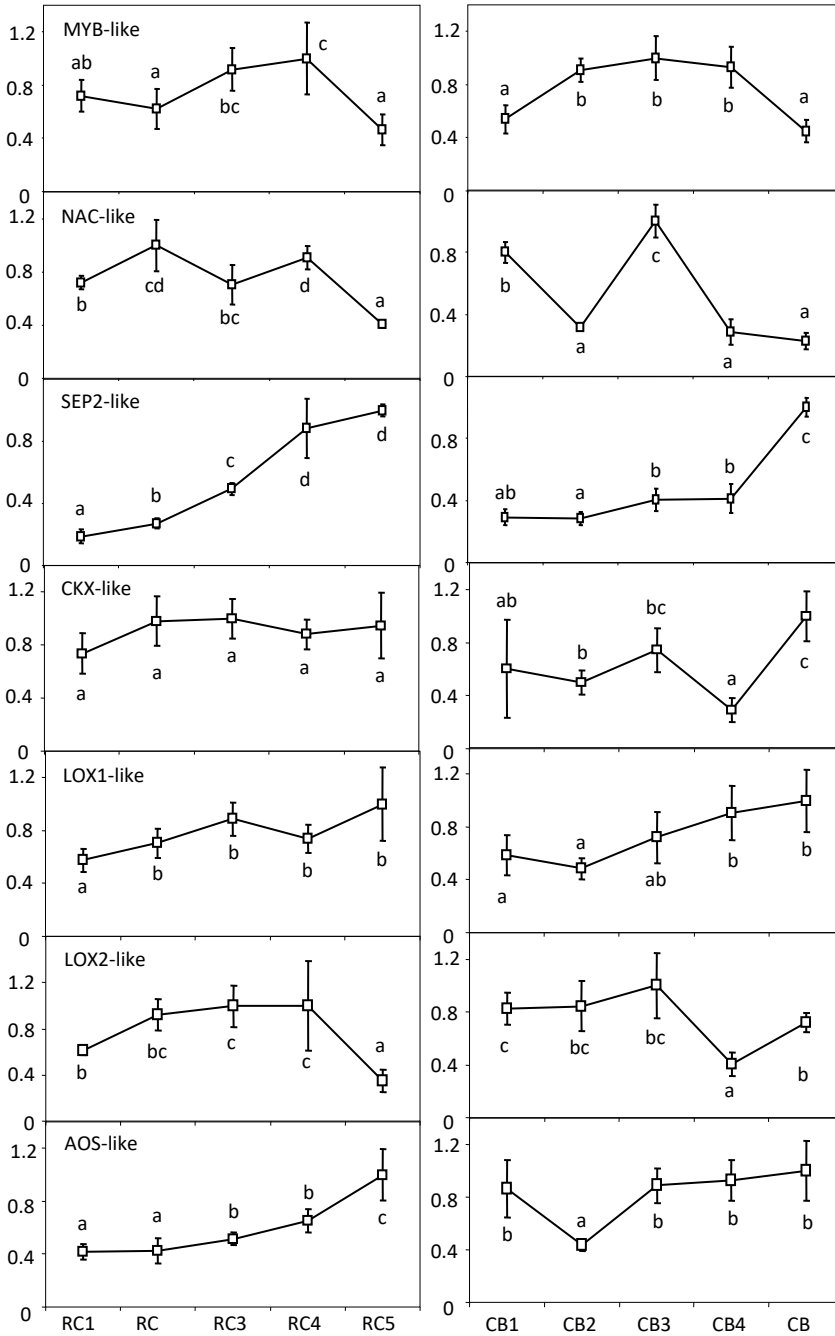 MYB-like
1.2
0.8
0.4
0
ab a bc c a
1.2
0.8
0.4
0
a b b b a
NAC-like
1.2
0.8
0.4
0
b cd bc d a
0.8
0.4
0
b a c a a
SEP2-like
0.8
0.4
0
a b c d d
0.8
0.4
0
ab a b b c
CKX-like
1.2
0.8
0.4
0
a a a a a
1.2
0.8
0.4
0
ab b bc a c
LOX1-like
1.2
0.8
0.4
0
a b b b b
1.2
0.8
0.4
0
a a ab b b
LOX2-like
1.2
0.8
0.4
0
b bc c c a
1.2
0.8
0.4
0
c bc bc a b
AOS-like
1.2
0.8
0.4
0
a a b b c
1.2
0.8
0.4
0
b a b b b
RC1 RC RC3 RC4 RC5
CB1 CB2 CB3 CB4 CB